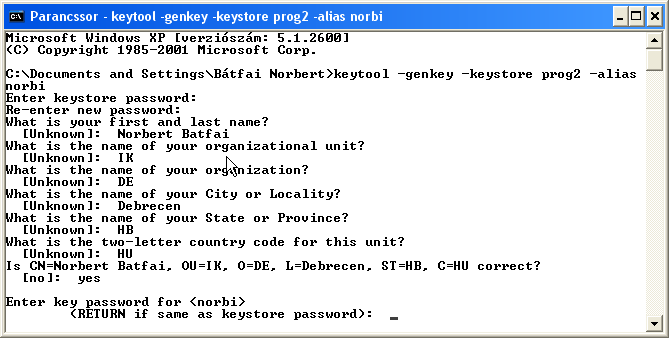 Parancssor - keytool -genkey -keystore prog2 -alias norbi
Microsoft Windows XP [verziószám: 5.1.2600]
(C) Copyright 1985-2001 Microsoft Corp.
C:\Documents and Settings\Bátfai Norbert>keytool -genkey -keystore prog2 -alias
norbi
Enter keystore password:
Re-enter new password:
What is your first and last name?
[Unknown]:  Norbert Batfai
What is the name of your organizational unit?
[Unknown]:  IK
What is the name of your organization?
[Unknown]:  DE
What is the name of your City or Locality?
[Unknown]:  Debrecen
What is the name of your State or Province?
[Unknown]:  HB
What is the two-letter country code for this unit?
[Unknown]:  HU
Is CN=Norbert Batfai, OU=IK, O=DE, L=Debrecen, ST=HB, C=HU correct?
[no]:  yes
Enter key password for <norbi>
(RETURN if same as keystore password):  _